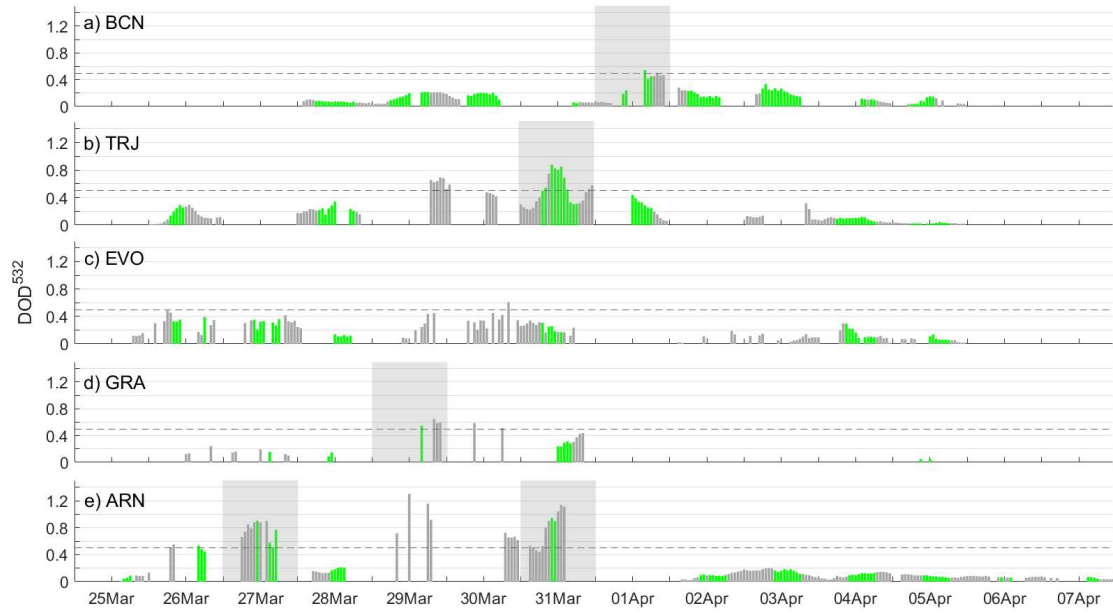 a) BCN
1.2
0.8
0.4
0
b) TRJ
1.2
0.8
0.4
0
c) EVO
1.2
0.8
0.4
0
DOD532
d) GRA
1.2
0.8
0.4
0
e) ARN
1.2
0.8
0.4
0
25Mar 26Mar 27Mar 28Mar 29Mar 30Mar 31Mar 01Apr 02Apr 03Apr 04Apr 05Apr 06Apr 07Apr